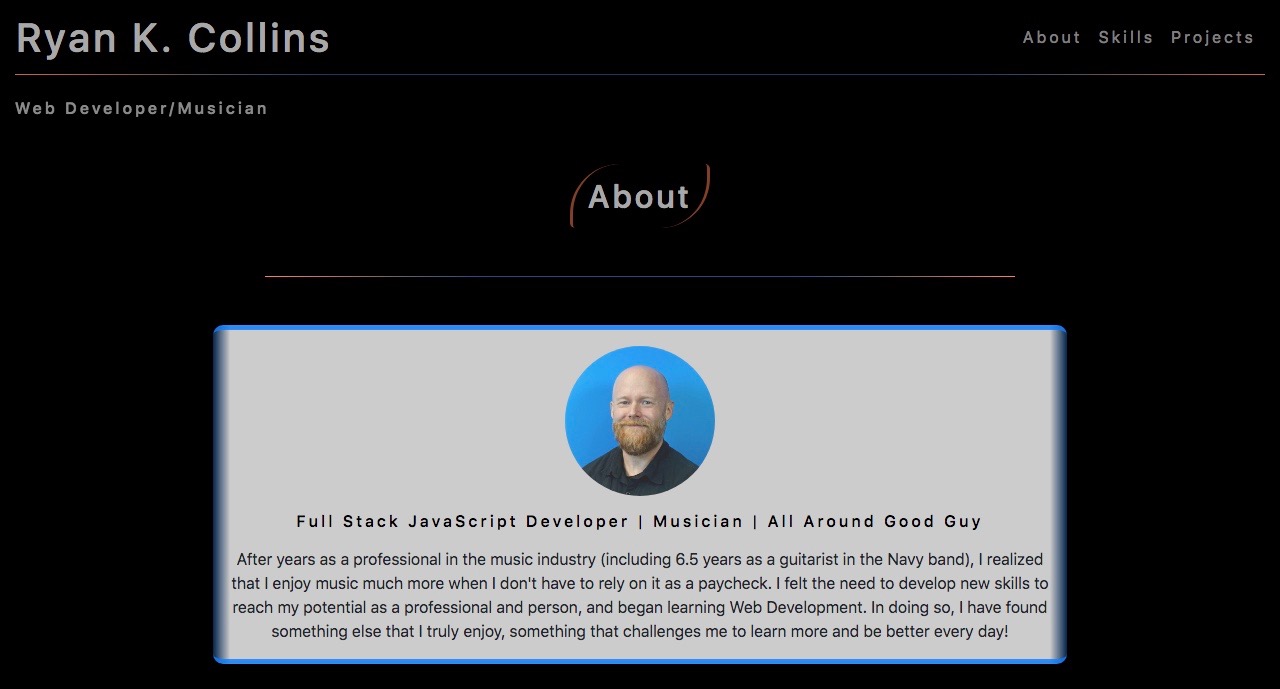 Ryan K. Collins
About Skills Projects
Web Developer/Musician
About
Full Stack JavaScript Developer | Musician | All Around Good Guy
After years as a professional in the music industry (including 6.5 years as a guitarist in the Navy band), I realized
that I enjoy music much more when I don't have to rely on it as a paycheck. I felt the need to develop new skills to
reach my potential as a professional and person, and began learning Web Development. In doing so, I have found
something else that I truly enjoy, something that challenges me to learn more and be better every day!